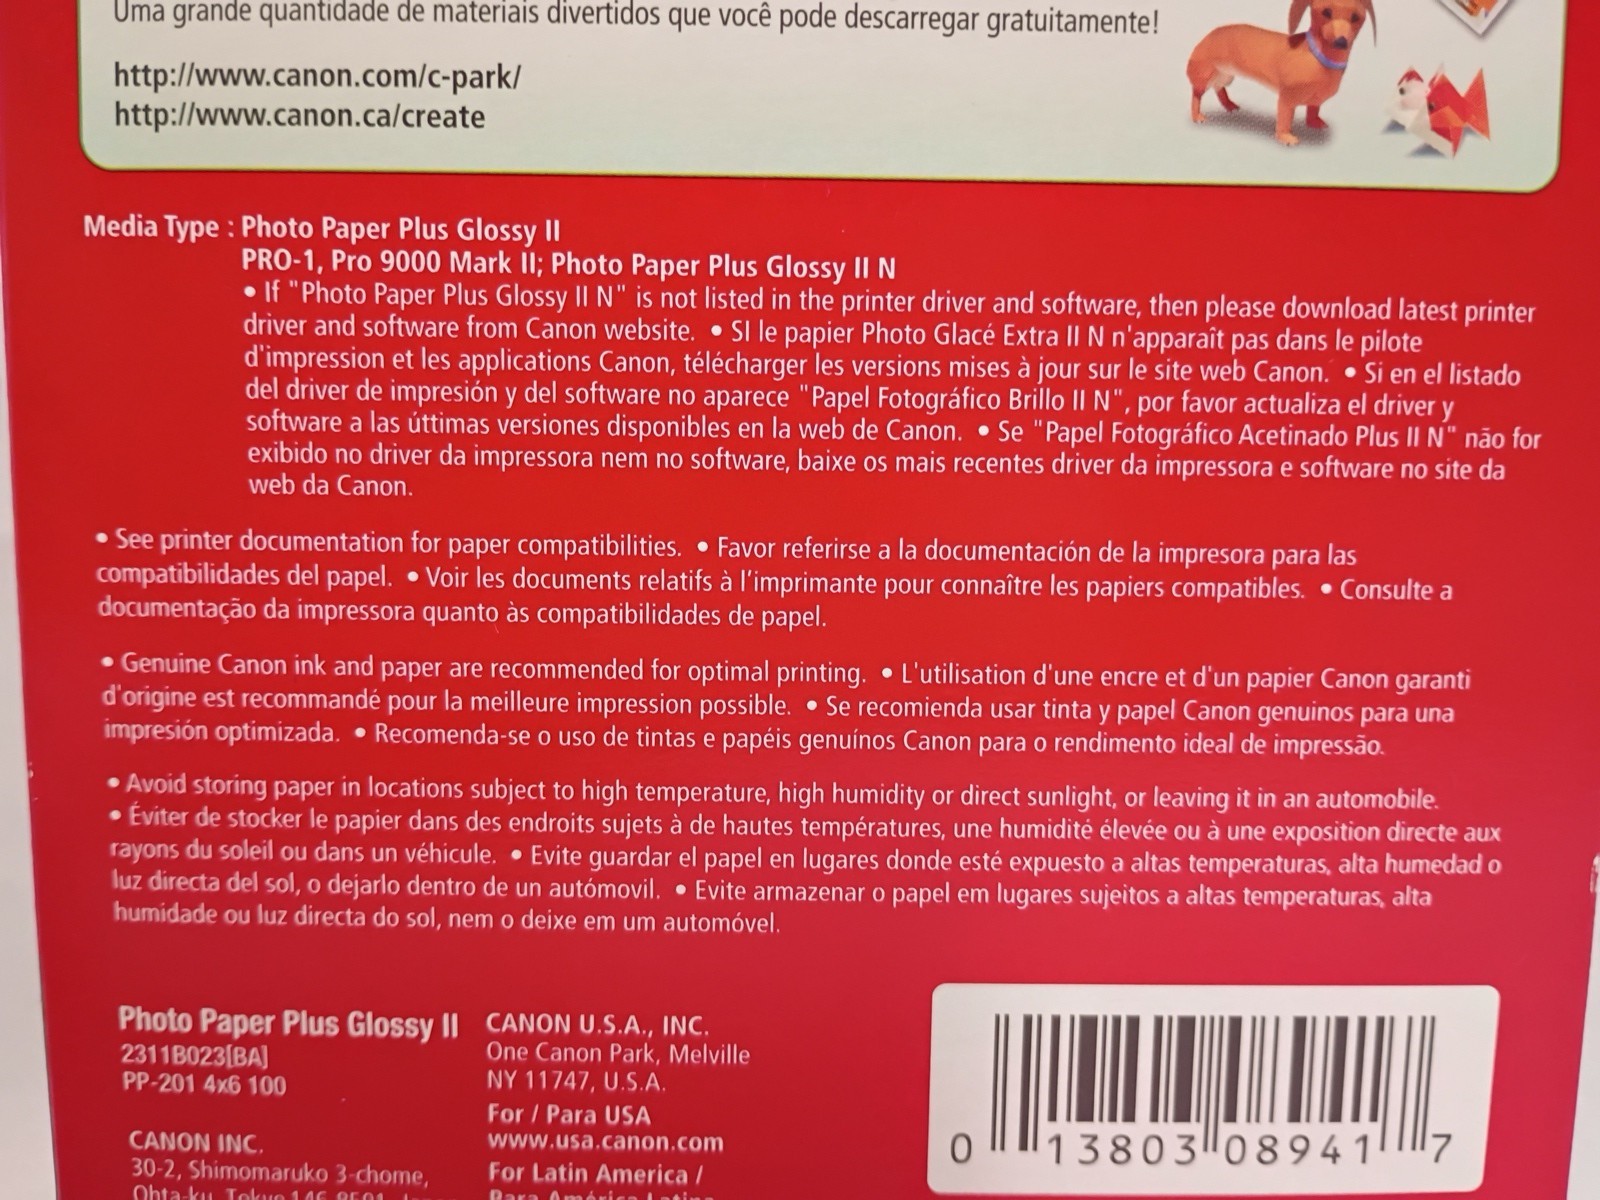 Uma grande quantidade de materiais divertidos que você pode descarregar gratuitamente!
http://www.canon.com/c-park/
http://www.canon.ca/create
Media Type : Photo Paper Plus Glossy II
PRO-1, Pro 9000 Mark II; Photo Paper Plus Glossy II N
• If "Photo Paper Plus Glossy II N" is not listed in the printer driver and software, then please download latest printer
driver and software from Canon website. • SI le papier Photo Glacé Extra II N n'apparaît pas dans le pilote
d'impression et les applications Canon, télécharger les versions mises à jour sur le site web Canon. • Si en el listado
del driver de impresión y del software no aparece "Papel Fotográfico Brillo II N", por favor actualiza el driver y
software a las úttimas versiones disponibles en la web de Canon. • Se "Papel Fotográfico Acetinado Plus II N" não for
exibido no driver da impressora nem no software, baixe os mais recentes driver da impressora e software no site da
web da Canon.
• See printer documentation for paper compatibilities. • Favor referirse a la documentación de la impresora para las
compatibilidades del papel. • Voir les documents relatifs à l'imprimante pour connaître les papiers compatibles. • Consulte a
documentação da impressora quanto às compatibilidades de papel.
• Genuine Canon ink and paper are recommended for optimal printing. • L'utilisation d'une encre et d'un papier Canon garanti
d'origine est recommandé pour la meilleure impression possible. • Se recomienda usar tinta y papel Canon genuinos para una
impresión optimizada. • Recomenda-se o uso de tintas e papéis genuínos Canon para o rendimento ideal de impressão.
• Avoid storing paper in locations subject to high temperature, high humidity or direct sunlight, or leaving it in an automobile.
• Éviter de stocker le papier dans des endroits sujets à de hautes températures, une humidité élevée ou à une exposition directe aux
rayons du soleil ou dans un véhicule. • Evite guardar el papel en lugares donde esté expuesto a altas temperaturas, alta humedad o
luz directa del sol, o dejarlo dentro de un autómovil. • Evite armazenar o papel em lugares sujeitos a altas temperaturas, alta
humidade ou luz directa do sol, nem o deixe em um automóvel.
Photo Paper Plus Glossy II
2311B023[BA]
PP-201 4x6 100
CANON INC.
30-2, Shimomaruko 3-chome,
Ohta-ku, Tokyo 146-8501,
CANON U.S.A., INC.
One Canon Park, Melville
NY 11747, U.S.A.
For / Para USA
www.usa.canon.com
For Latin America /
Para América Latina
0 13803 08941 7